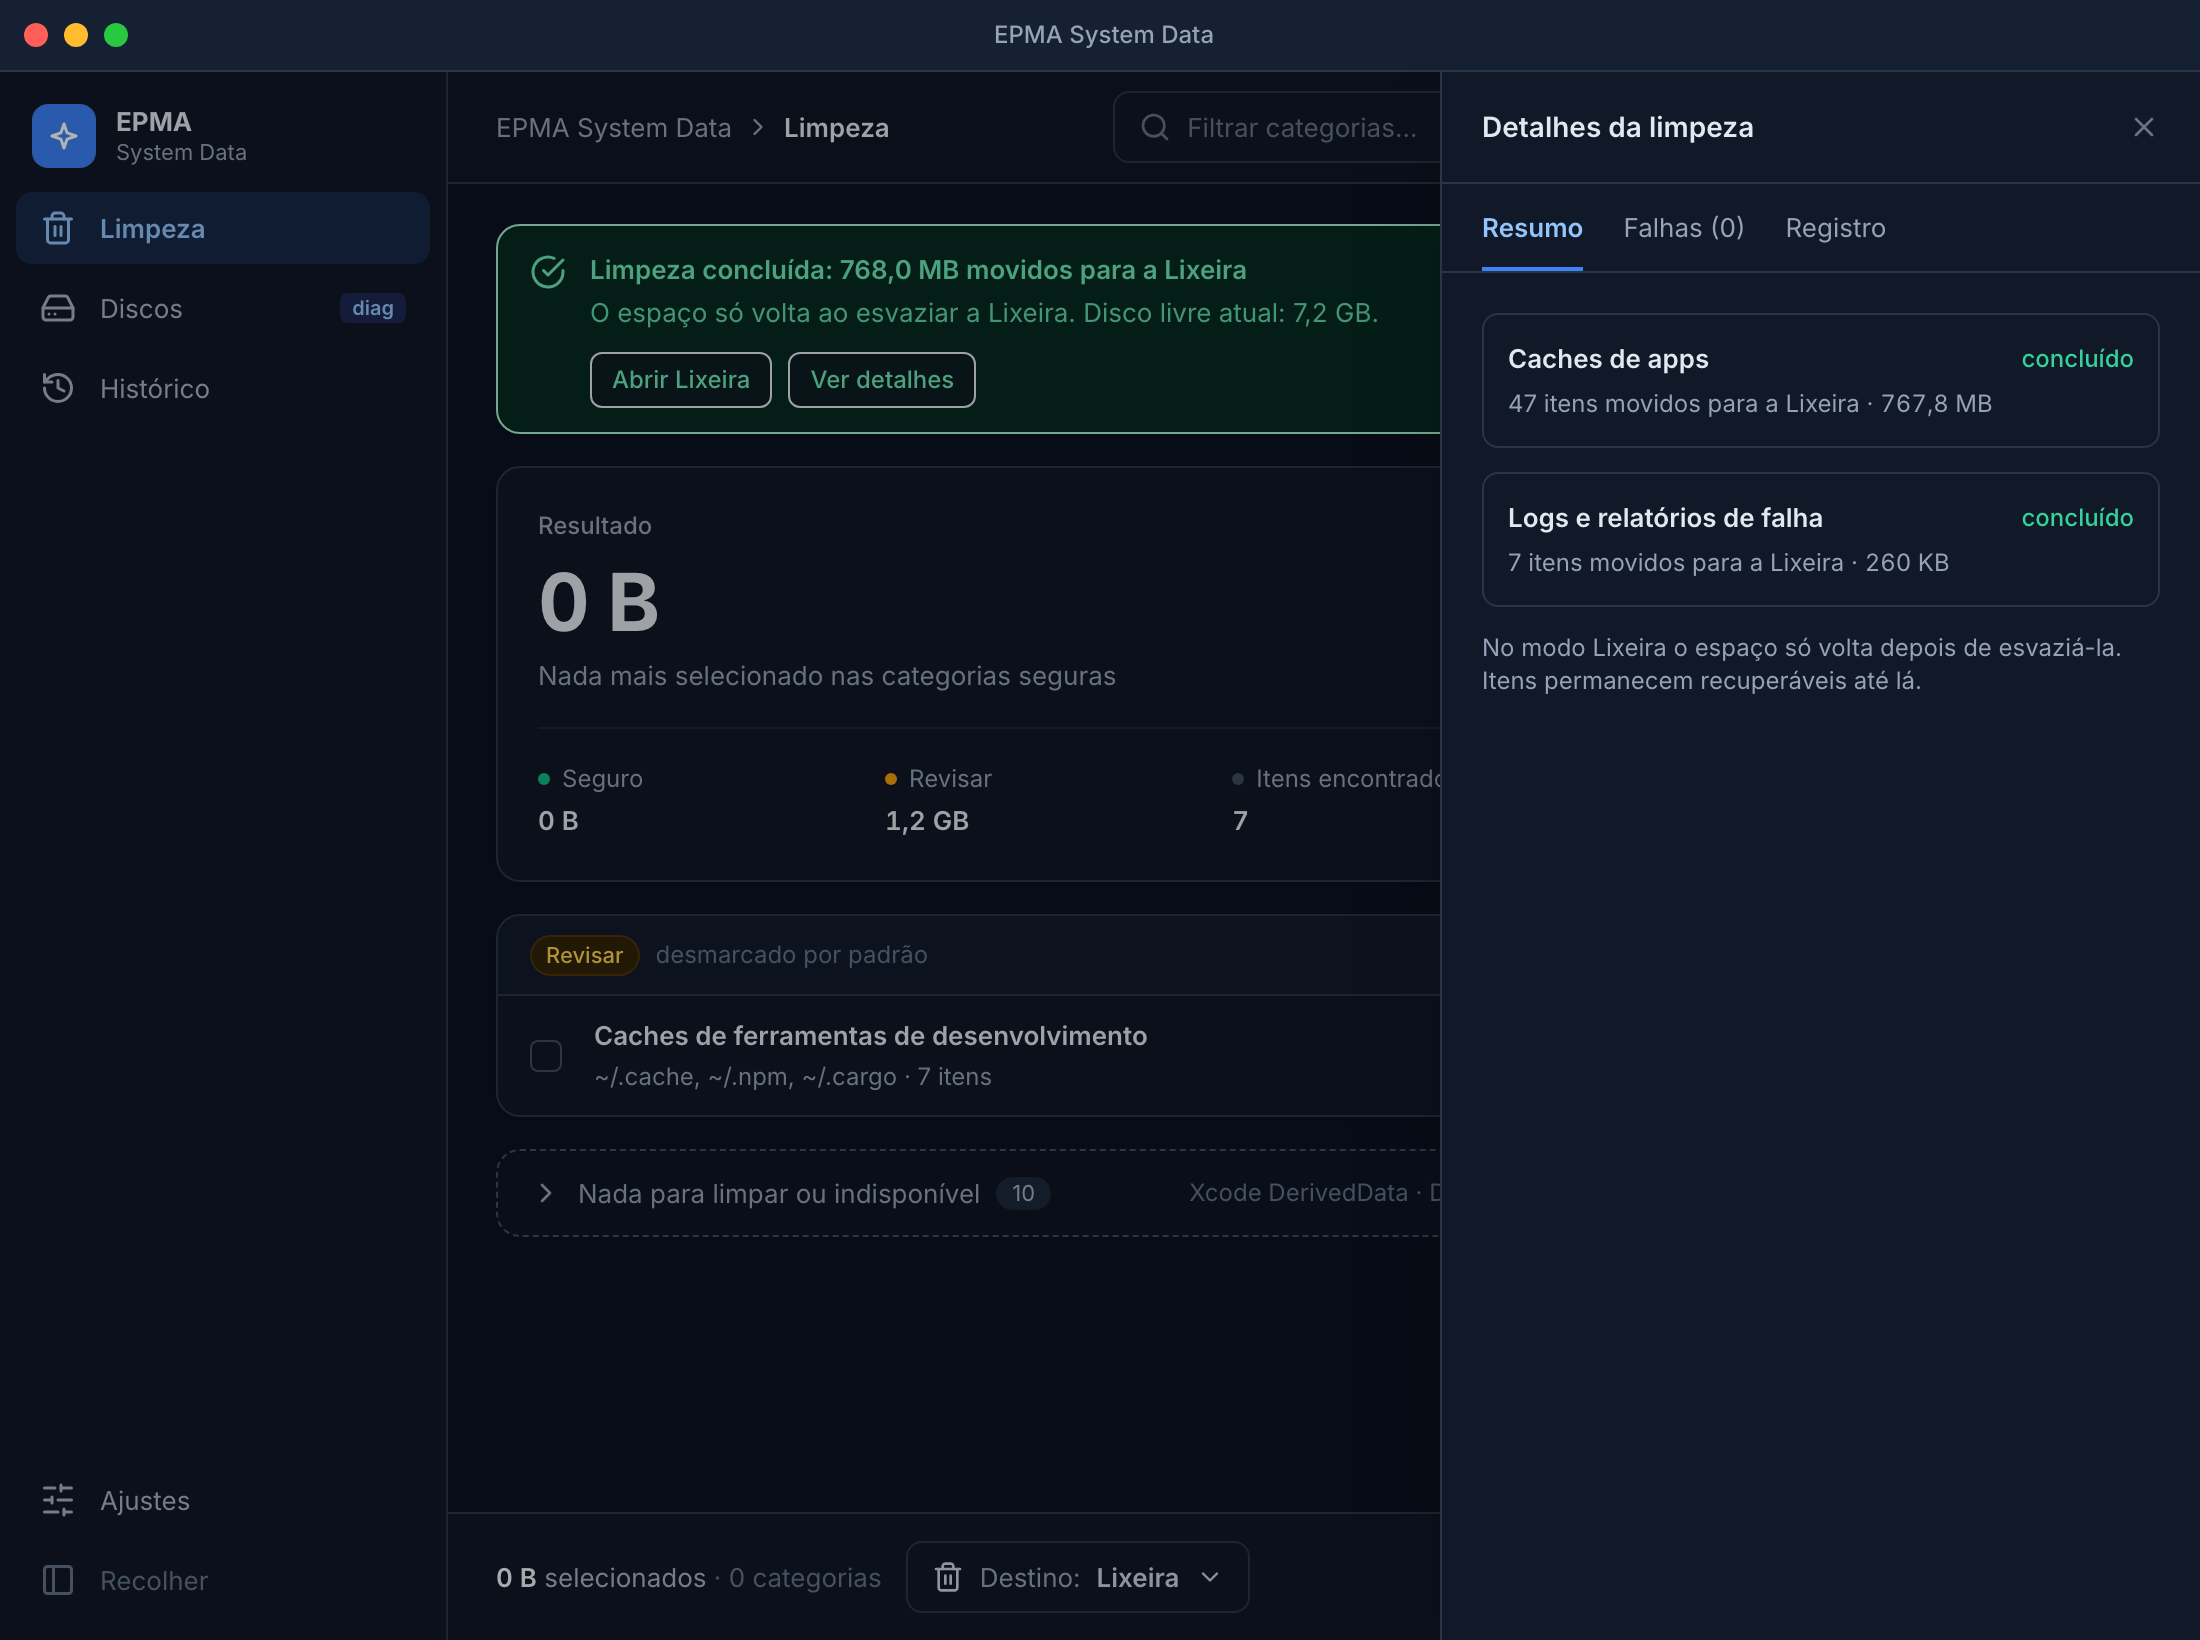 EPMA System Data
EPMA
System Data
Limpeza
Discos
diag
Histórico
Ajustes
Recolher
EPMA System Data > Limpeza
Filtrar categorias...
Limpeza concluída: 768,0 MB movidos para a Lixeira
O espaço só volta ao esvaziar a Lixeira. Disco livre atual: 7,2 GB.
Abrir Lixeira
Ver detalhes
Resultado
0 B
Nada mais selecionado nas categorias seguras
Seguro
0 B
Revisar
1,2 GB
Itens encontrado
7
Revisar
desmarcado por padrão
Caches de ferramentas de desenvolvimento
~/.cache, ~/.npm, ~/.cargo · 7 itens
Nada para limpar ou indisponível
10
Xcode DerivedData · D
0 B selecionados · 0 categorias
Destino: Lixeira
Detalhes da limpeza
Resumo
Falhas (0)
Registro
Caches de apps
concluído
47 itens movidos para a Lixeira · 767,8 MB
Logs e relatórios de falha
concluído
7 itens movidos para a Lixeira · 260 KB
No modo Lixeira o espaço só volta depois de esvaziá-la.
Itens permanecem recuperáveis até lá.